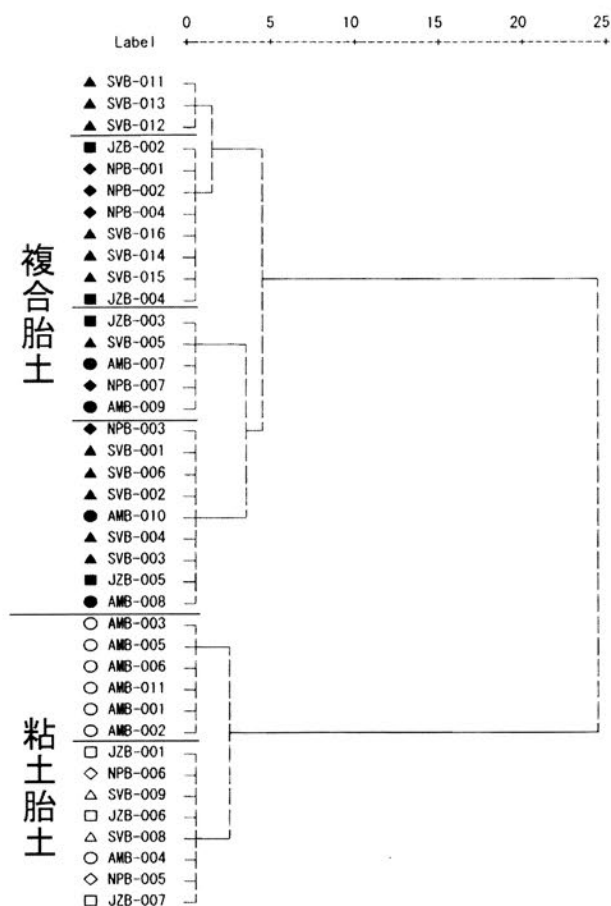 Label 0 5 10 15 20 25
複合胎土
▲ SVB-011
▲ SVB-013
▲ SVB-012
■ JZB-002
◆ NPB-001
◆ NPB-002
◆ NPB-004
▲ SVB-016
▲ SVB-014
▲ SVB-015
■ JZB-004
■ JZB-003
▲ SVB-005
● AMB-007
◆ NPB-007
● AMB-009
◆ NPB-003
▲ SVB-001
▲ SVB-006
▲ SVB-002
● AMB-010
▲ SVB-004
▲ SVB-003
■ JZB-005
● AMB-008
粘土胎土
○ AMB-003
○ AMB-005
○ AMB-006
○ AMB-011
○ AMB-001
○ AMB-002
□ JZB-001
◇ NPB-006
△ SVB-009
□ JZB-006
△ SVB-008
○ AMB-004
◇ NPB-005
□ JZB-007